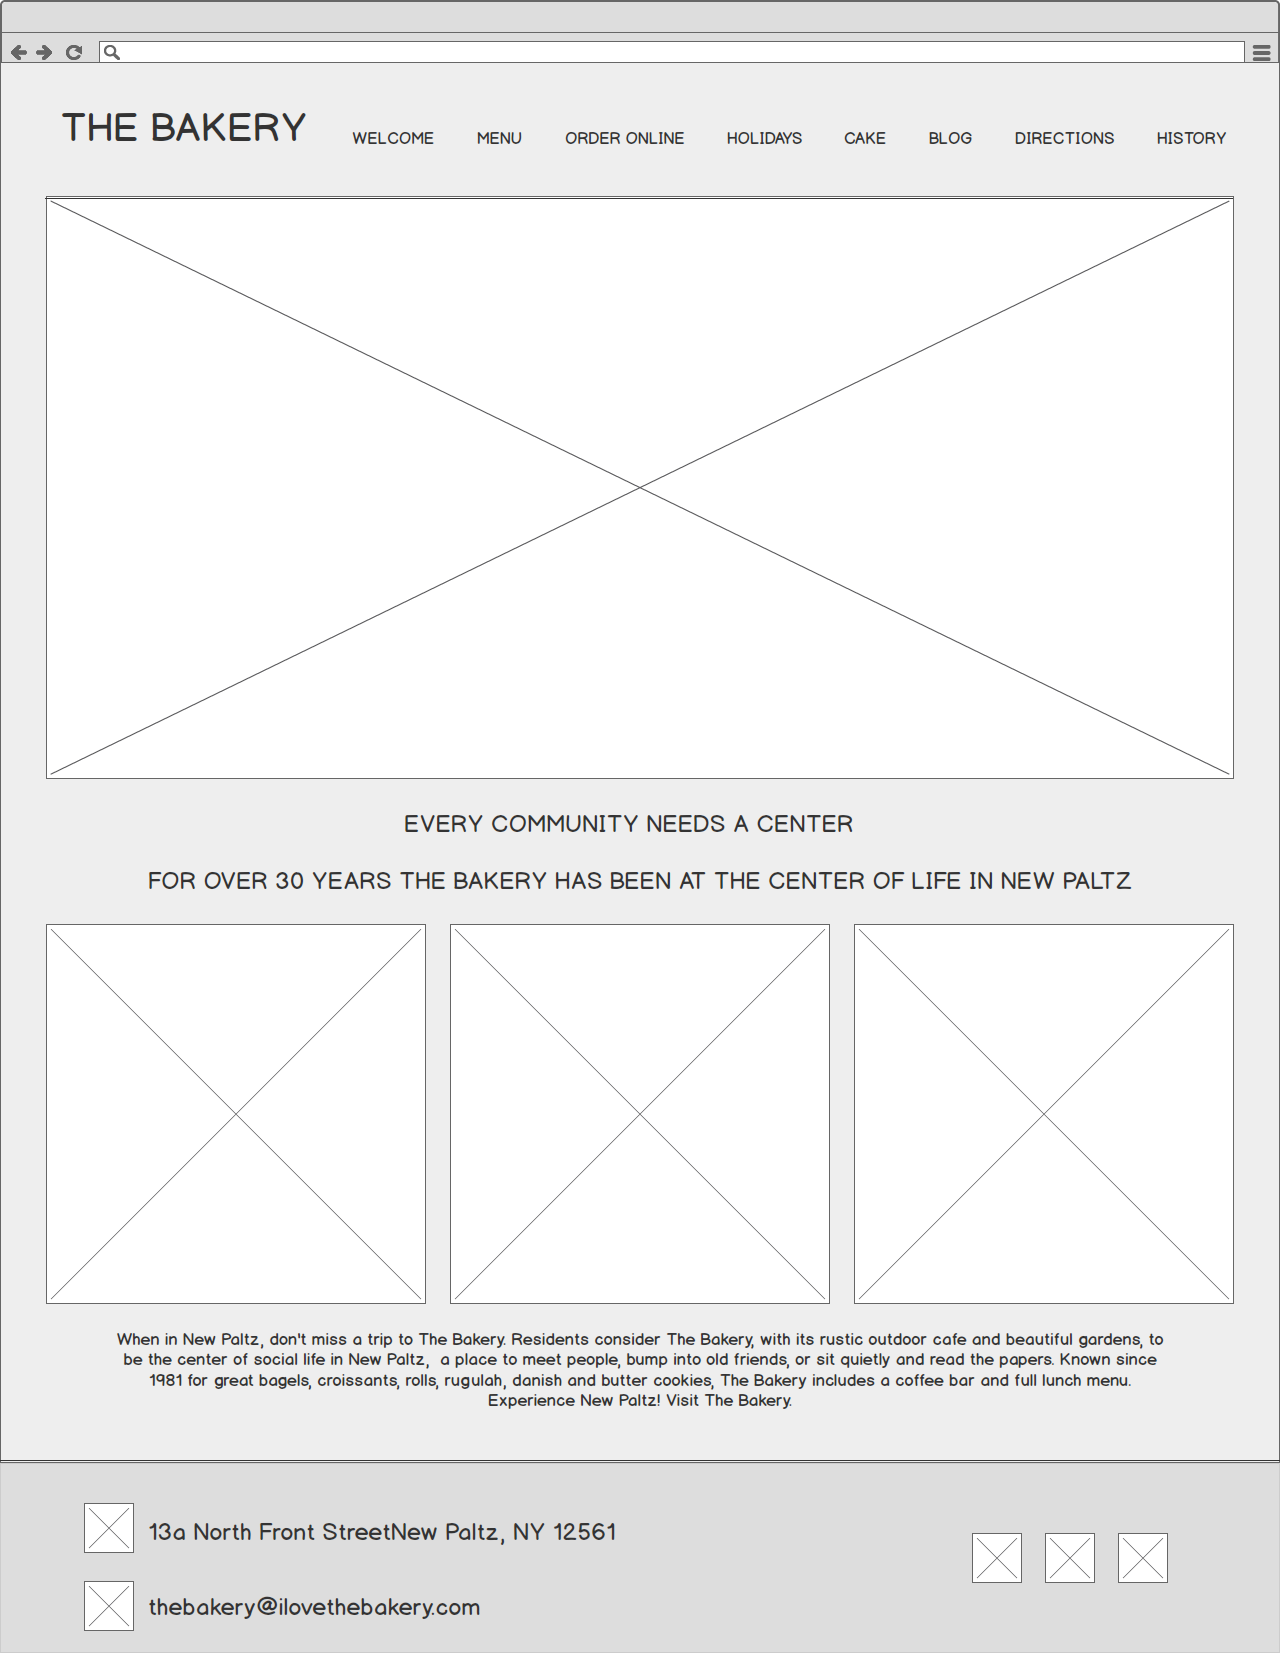 THE BAKERY
WELCOME MENU ORDER ONLINE HOLIDAYS CAKE BLOG DIRECTIONS HISTORY
EVERY COMMUNITY NEEDS A CENTER
FOR OVER 30 YEARS THE BAKERY HAS BEEN AT THE CENTER OF LIFE IN NEW PALTZ
When in New Paltz, don't miss a trip to The Bakery. Residents consider The Bakery, with its rustic outdoor cafe and beautiful gardens, to
be the center of social life in New Paltz,  a place to meet people, bump into old friends, or sit quietly and read the papers. Known since
1981 for great bagels, croissants, rolls, rugulah, danish and butter cookies, The Bakery includes a coffee bar and full lunch menu.
Experience New Paltz! Visit The Bakery.
13a North Front StreetNew Paltz, NY 12561
thebakery@ilovethebakery.com